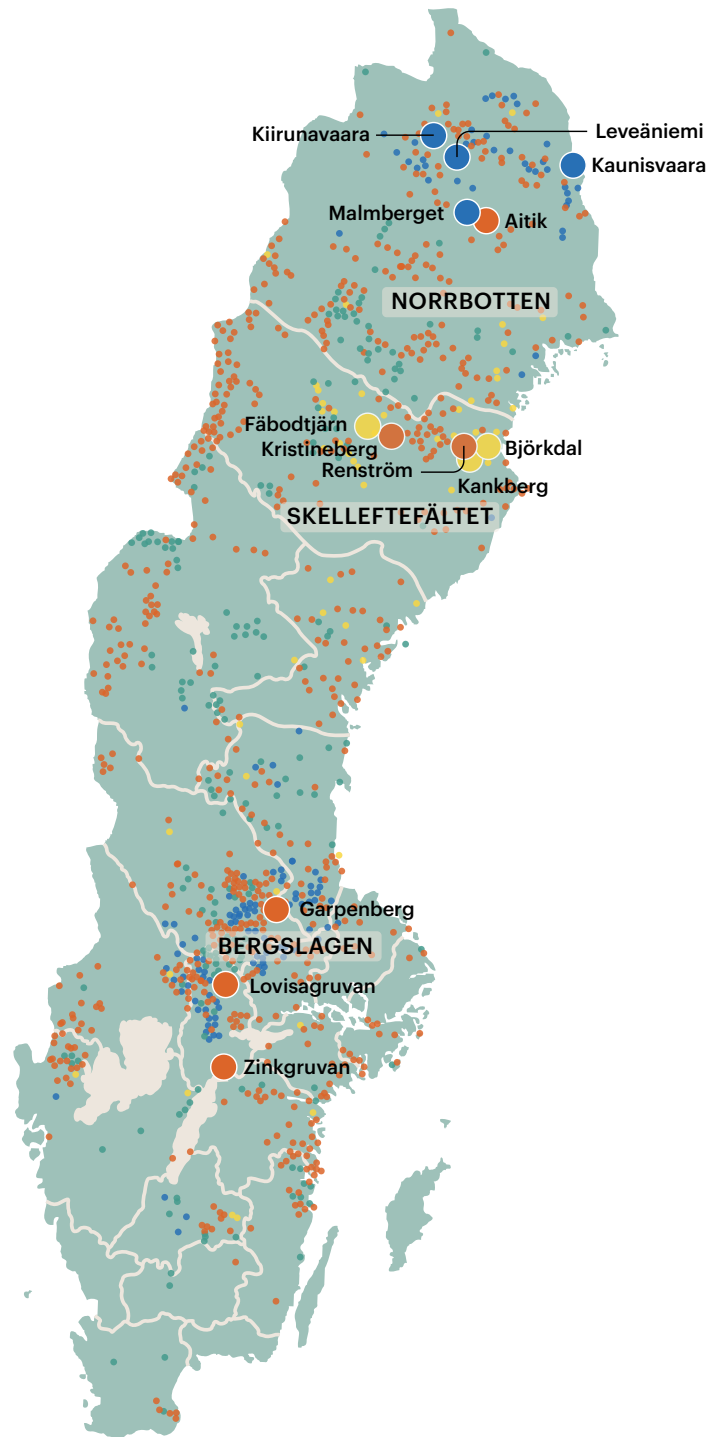 Kiirunavaara
Leveäniemi
Kaunisvaara
Malmberget
Aitik
NORRBOTTEN
Fäbodtjärn
Kristineberg
Björkdal
Renström
Kankberg
SKELLEFTEFÄLTET
Garpenberg
BERGSLAGEN
Lovisagruvan
Zinkgruvan